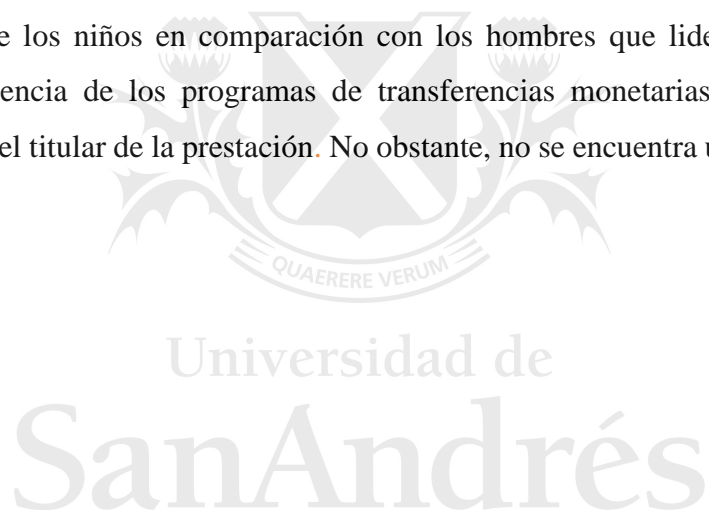 e los niños en comparación con los hombres que lide
encia de los programas de transferencias monetarias
el titular de la prestación. No obstante, no se encuentra u
QUAERERE VERUM
Universidad de
SanAndrés